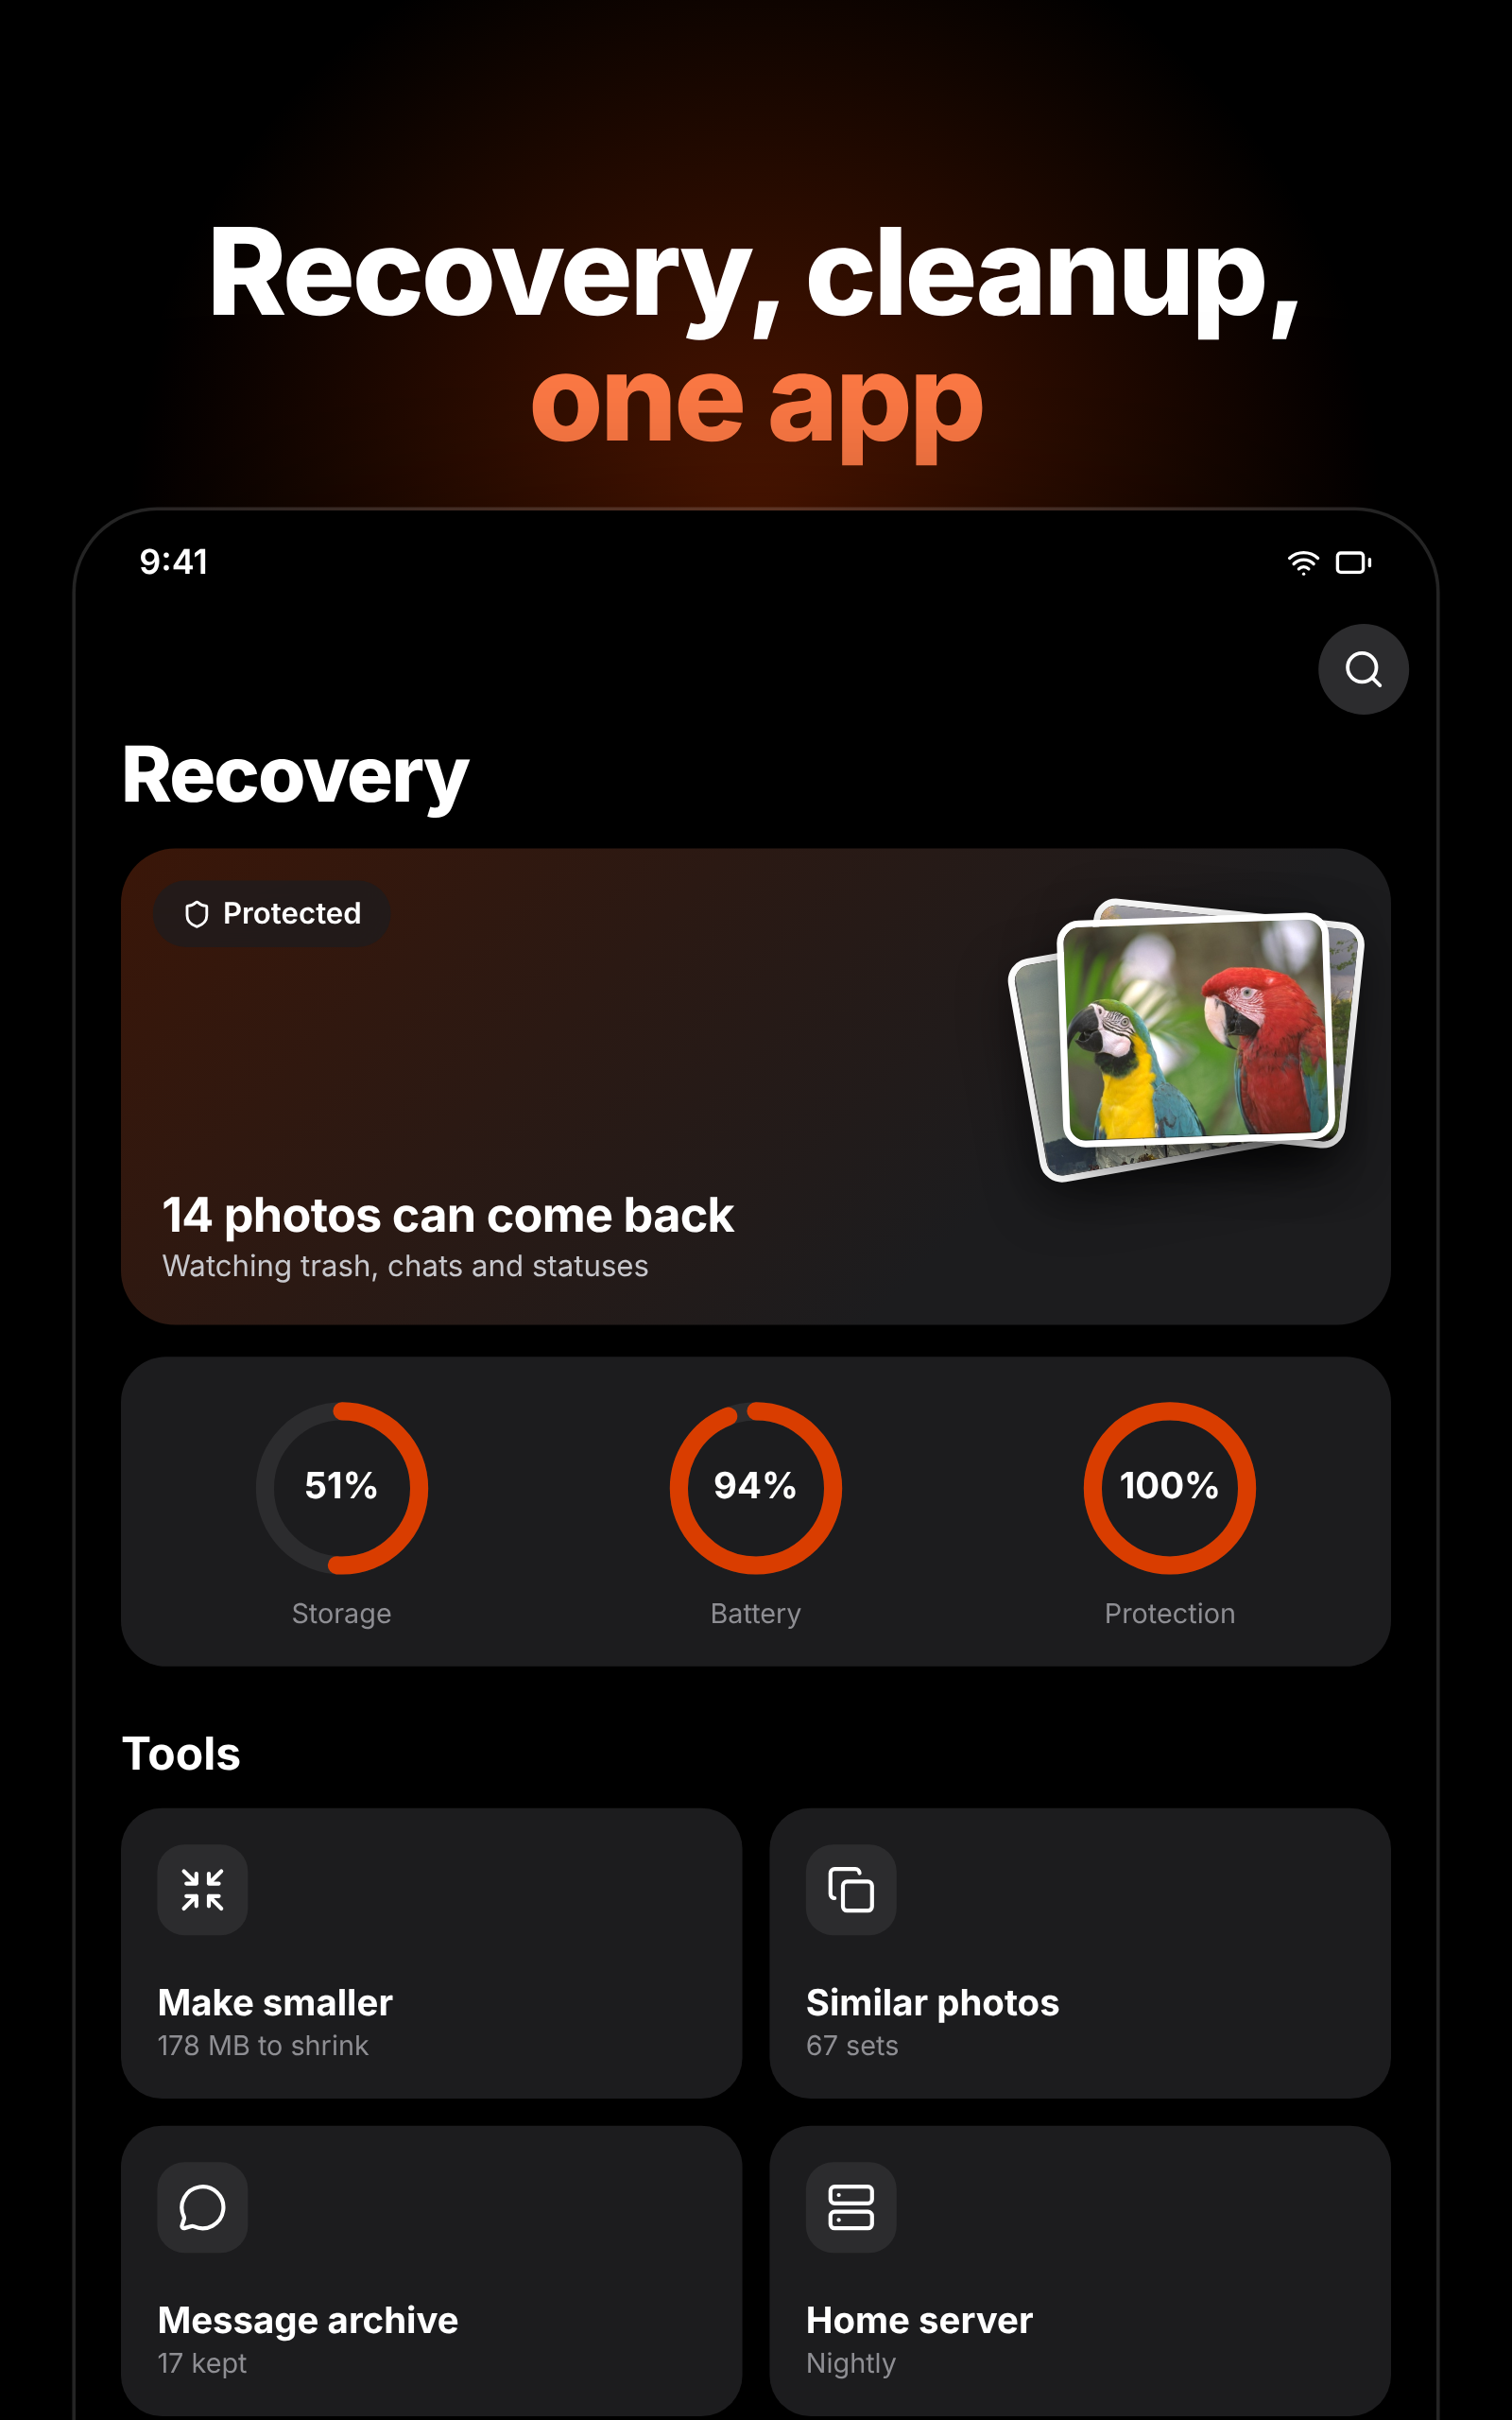 Recovery, cleanup,
one app
9:41
Recovery
Protected
14 photos can come back
Watching trash, chats and statuses
51%
94%
100%
Storage
Battery
Protection
Tools
Make smaller
178 MB to shrink
Similar photos
67 sets
Message archive
17 kept
Home server
Nightly